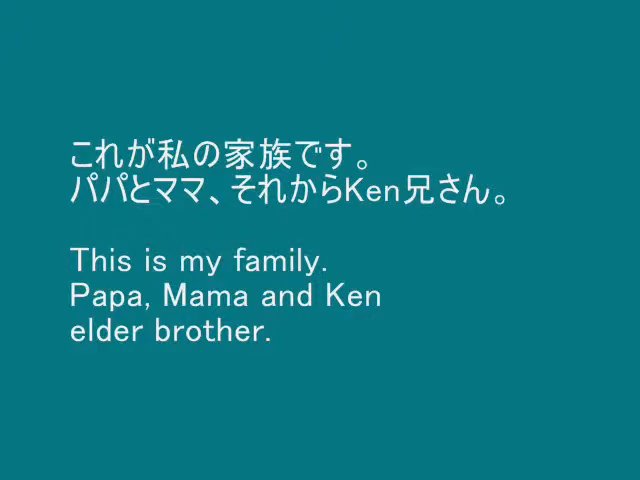 これが私の家族です。
パパとママ、それからKen兄さん。
This is my family.
Papa, Mama and Ken
elder brother.